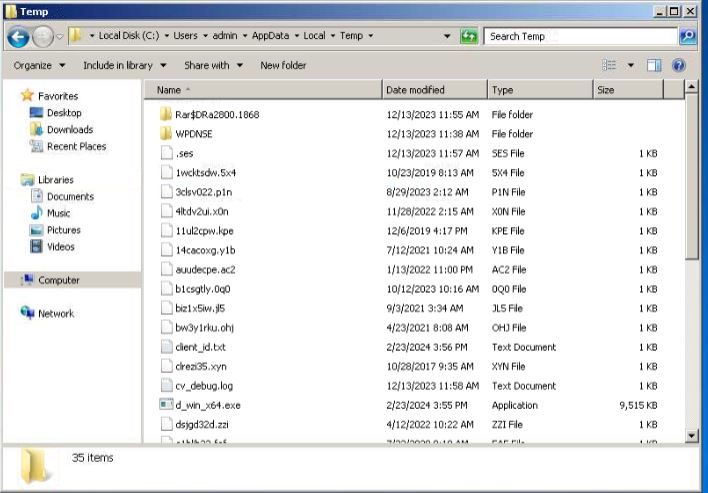 Temp
Local Disk (C:) Users admin AppData Local Temp Search Temp
Organize Include in library Share with New folder
Favorites
Desktop
Downloads
Recent Places
Libraries
Documents
Music
Pictures
Videos
Computer
Network
Name Date modified Type Size
Rar$DRa2800.1868 12/13/2023 11:55 AM File folder
WPDNSE 12/13/2023 11:38 AM File folder
.ses 12/13/2023 11:57 AM SES File 1 KB
1wcktsdw.5x4 10/23/2019 8:13 AM 5X4 File 1 KB
3clsv022.p1n 8/29/2023 2:12 AM P1N File 1 KB
4ltdv2ui.x0n 11/28/2022 2:15 AM X0N File 1 KB
11ul2cpw.kpe 12/6/2019 4:17 PM KPE File 1 KB
14cacoxg.y1b 7/12/2021 10:24 AM Y1B File 1 KB
auudecpe.ac2 1/13/2022 11:00 PM AC2 File 1 KB
b1csgtly.0q0 10/12/2023 10:16 AM 0Q0 File 1 KB
biz1x5iw.jl5 9/3/2021 3:34 AM JL5 File 1 KB
bw3y1rku.ohj 4/23/2021 8:08 AM OHJ File 1 KB
client_id.txt 2/23/2024 3:56 PM Text Document 1 KB
clrezi35.xyn 10/28/2017 9:35 AM XYN File 1 KB
cv_debug.log 12/13/2023 11:58 AM Text Document 1 KB
d_win_x64.exe 2/23/2024 3:55 PM Application 9,515 KB
dsjgd32d.zzi 4/12/2022 10:22 AM ZZI File 1 KB
35 items